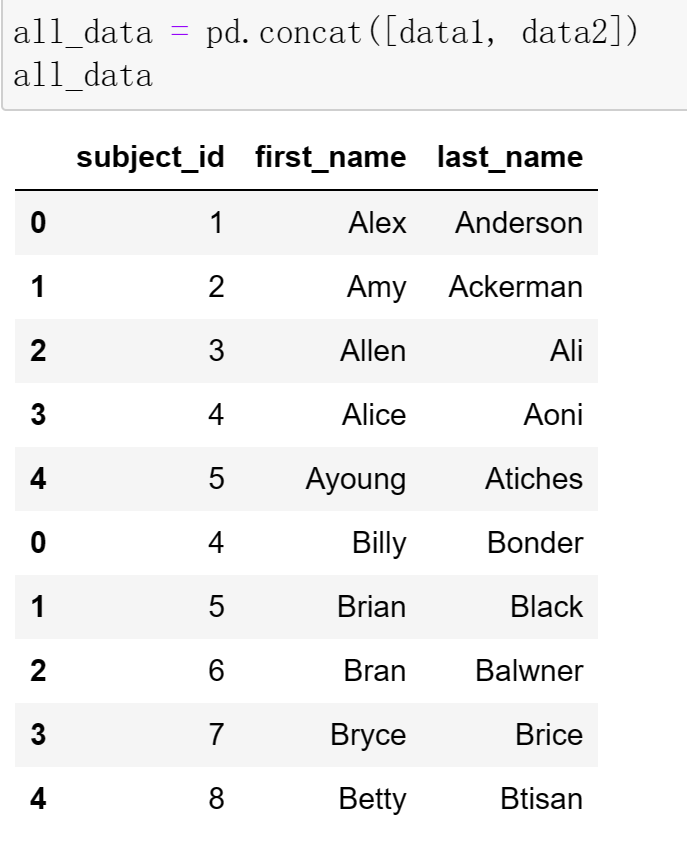 all_data = pd.concat([data1, data2])
all_data
subject_id first_name last_name
0 1 Alex Anderson
1 2 Amy Ackerman
2 3 Allen Ali
3 4 Alice Aoni
4 5 Ayoung Atiches
0 4 Billy Bonder
1 5 Brian Black
2 6 Bran Balwner
3 7 Bryce Brice
4 8 Betty Btisan